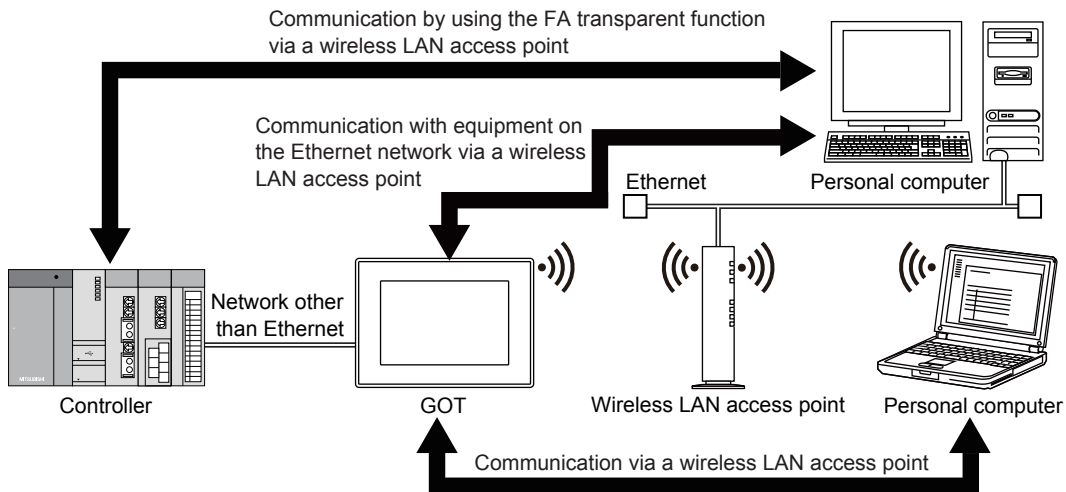 Communication by using the FA transparent function
via a wireless LAN access point
Communication with equipment on
the Ethernet network via a wireless
LAN access point
Ethernet
Personal computer
Network other
than Ethernet
MITSUBISHI
Controller
GOT
Wireless LAN access point
Personal computer
Communication via a wireless LAN access point